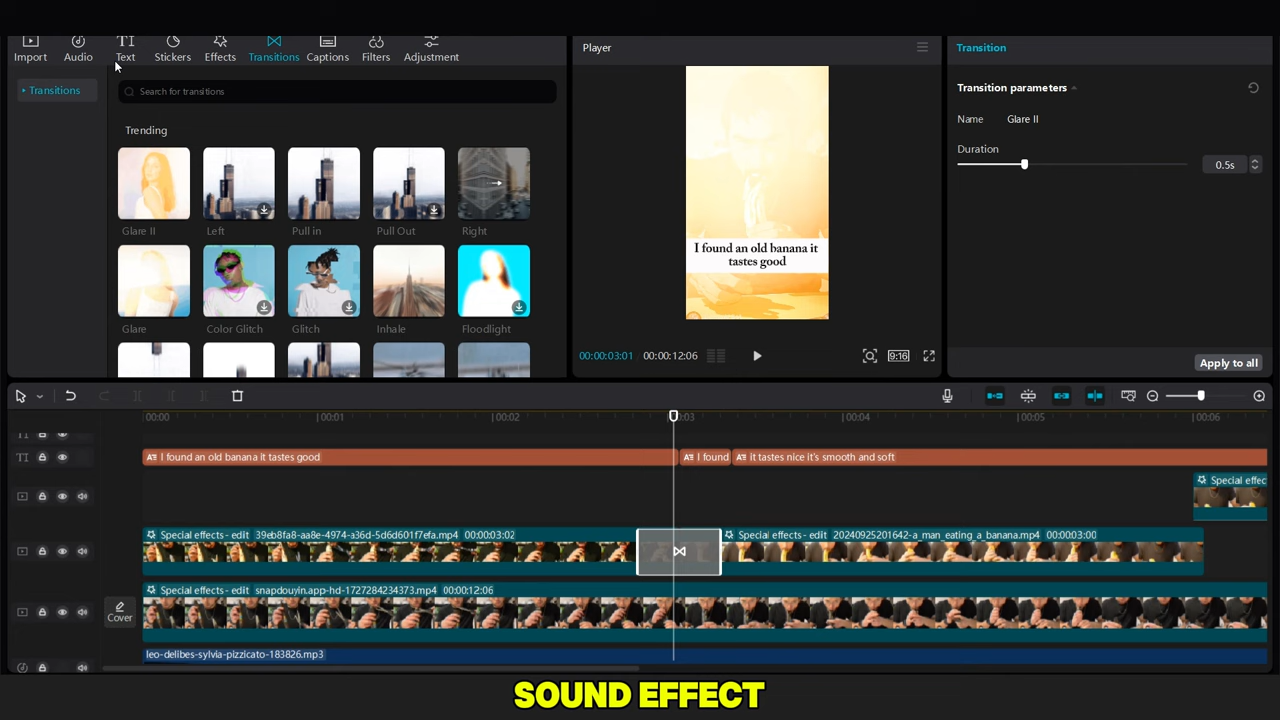 Import
Audio
TI
Text
Stickers
Effects
Transitions
Captions
Filters
Adjustment
Transitions
Search for transitions
Trending
Glare II
Left
Pull in
Pull Out
Right
Glare
Color Glitch
Glitch
Inhale
Floodlight
Player
I found an old banana it
tastes good
00:00:03:01
00:00:12:06
9:16
Transition
Transition parameters
Name Glare II
Duration
0.5s
Apply to all
00:00
00:01
00:02
00:03
00:04
00:05
00:06
TI
TI
I found an old banana it tastes good
I found
it tastes nice it's smooth and soft
Special effec
Special effects - edit 39eb8fa8-aa8e-4974-a36d-5d6d601f7efa.mp4 00:00:03:02
Special effects - edit 20240925201642-a_man_eating_a_banana.mp4 00:00:03:00
Special effects - edit snapdouyin.app-hd-1727284234373.mp4 00:00:12:06
Cover
leo-delibes-sylvia-pizzicato-183826.mp3
SOUND EFFECT